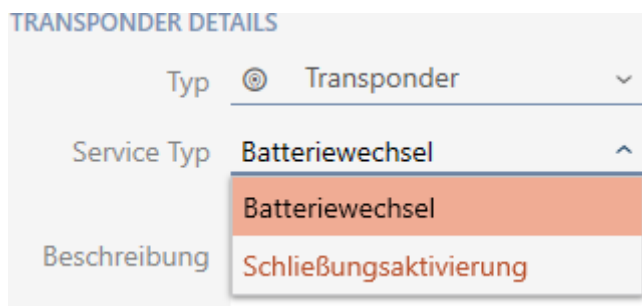 TRANSPONDER DETAILS
Typ Transponder
Service Typ Batteriewechsel
Batteriewechsel
Beschreibung
Schließungsaktivierung